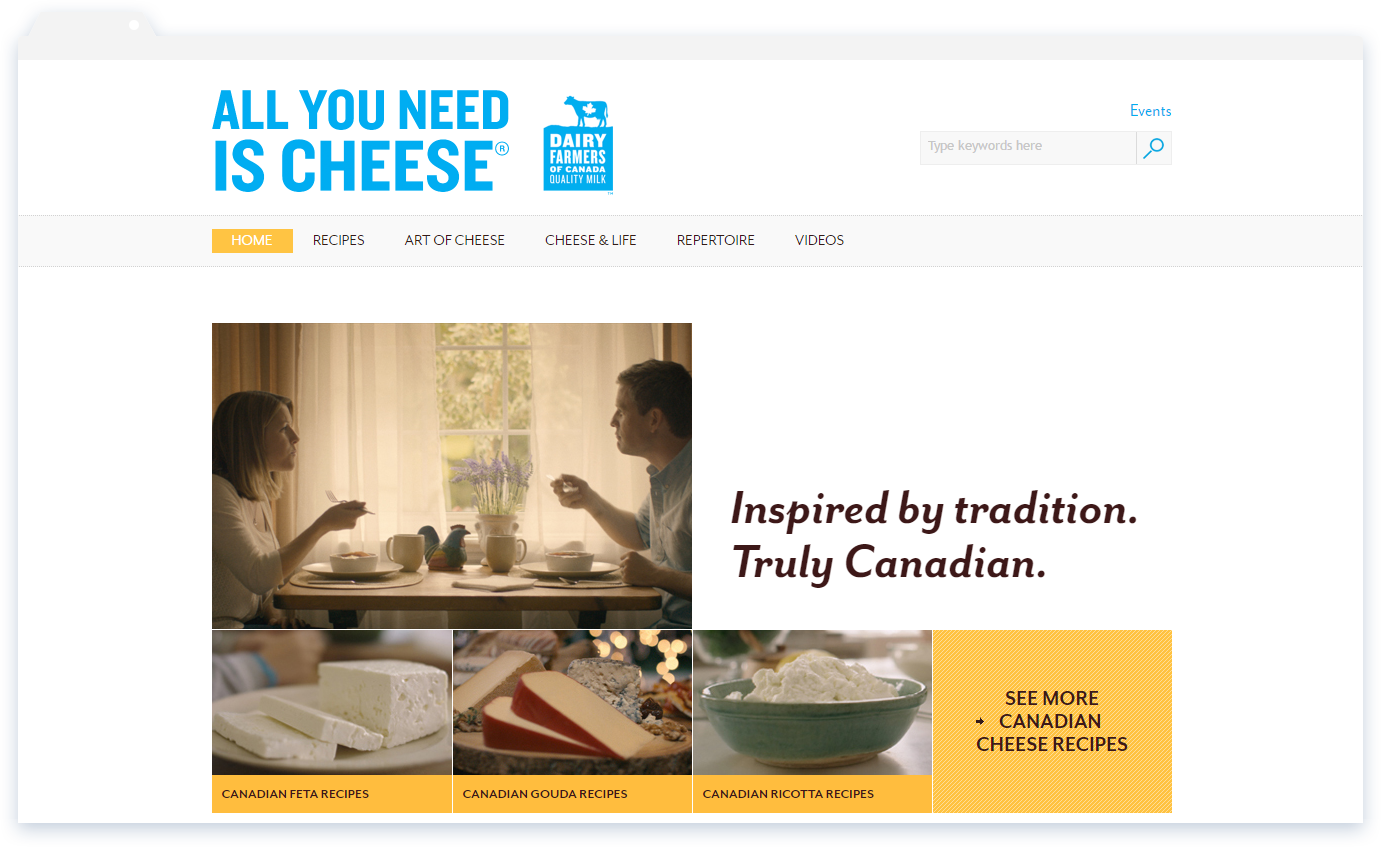 ALL YOU NEED
IS CHEESE®
DAIRY
FARMERS
OF CANADA
QUALITY MILK
Events
Type keywords here
HOME
RECIPES
ART OF CHEESE
CHEESE & LIFE
REPERTOIRE
VIDEOS
Inspired by tradition.
Truly Canadian.
SEE MORE
CANADIAN
CHEESE RECIPES
CANADIAN FETA RECIPES
CANADIAN GOUDA RECIPES
CANADIAN RICOTTA RECIPES